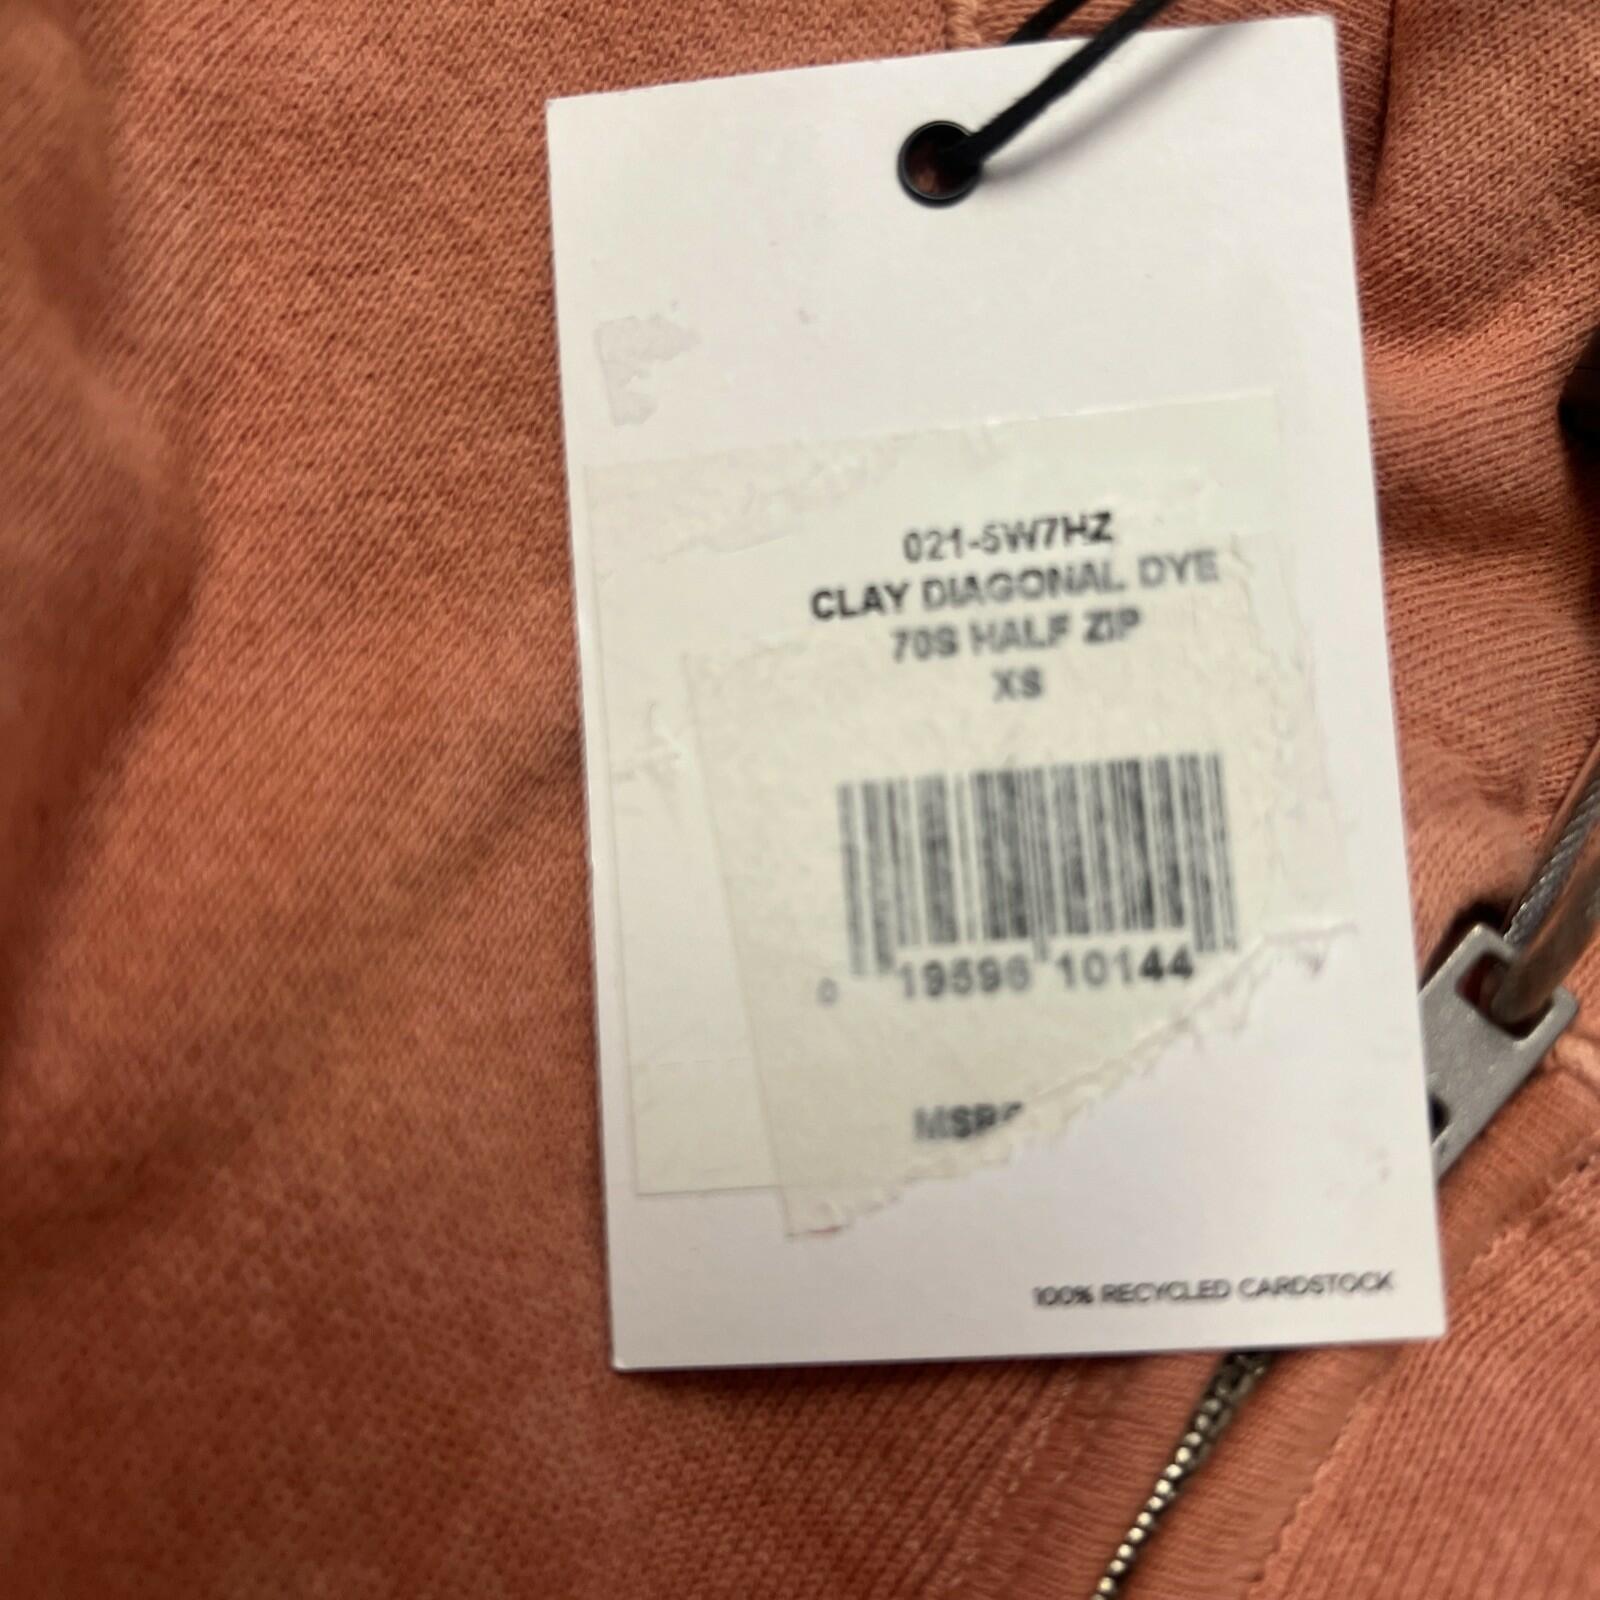 021-5W7HZ
CLAY DIAGONAL DYE
70S HALF ZIP
XS
0 19596 10144
100% RECYCLED CARDSTOCK